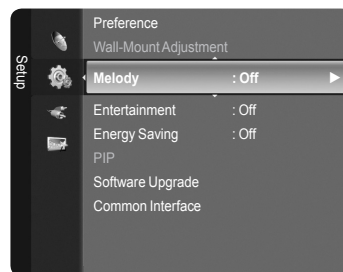 Setup
Preference
Wall-Mount Adjustment
Melody : Off
Entertainment : Off
Energy Saving : Off
PIP
Software Upgrade
Common Interface